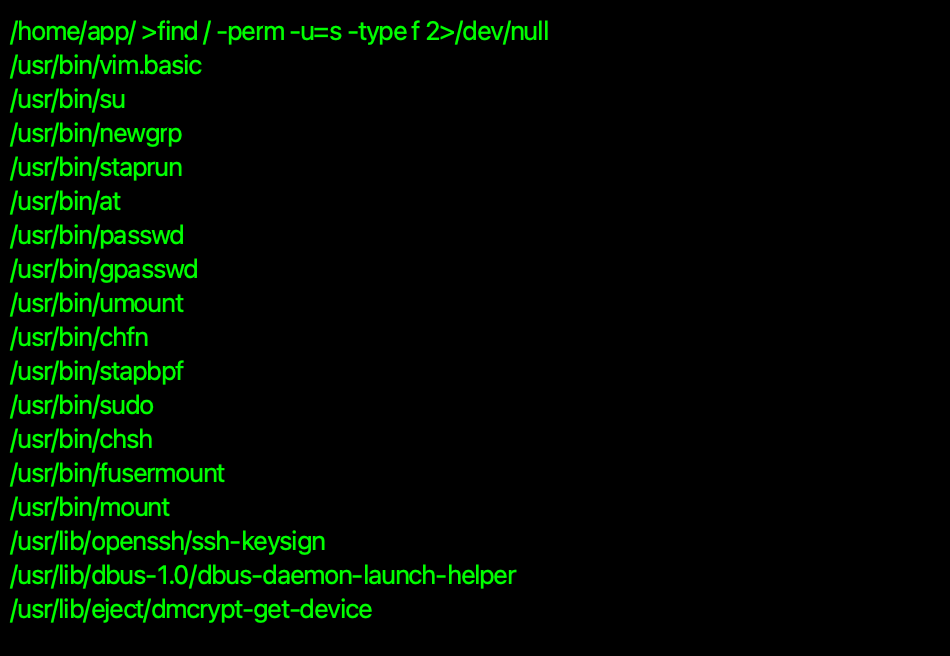 /home/app/ >find / -perm -u=s -type f 2>/dev/null
/usr/bin/vim.basic
/usr/bin/su
/usr/bin/newgrp
/usr/bin/staprun
/usr/bin/at
/usr/bin/passwd
/usr/bin/gpasswd
/usr/bin/umount
/usr/bin/chfn
/usr/bin/stapbpf
/usr/bin/sudo
/usr/bin/chsh
/usr/bin/fusermount
/usr/bin/mount
/usr/lib/openssh/ssh-keysign
/usr/lib/dbus-1.0/dbus-daemon-launch-helper
/usr/lib/eject/dmcrypt-get-device